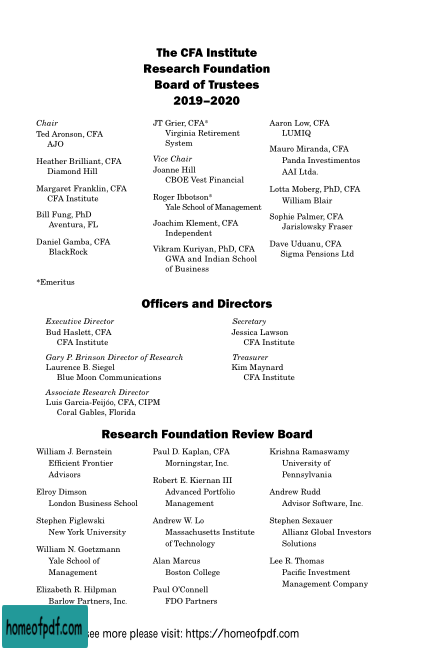 The CFA Institute
Research Foundation
Board of Trustees
2019–2020
Chair
Ted Aronson, CFA
AJO
Heather Brilliant, CFA
Diamond Hill
Margaret Franklin, CFA
CFA Institute
Bill Fung, PhD
Aventura, FL
Daniel Gamba, CFA
BlackRock
JT Grier, CFA*
Virginia Retirement
System
Vice Chair
Joanne Hill
CBOE Vest Financial
Roger Ibbotson*
Yale School of Management
Joachim Klement, CFA
Independent
Vikram Kuriyan, PhD, CFA
GWA and Indian School
of Business
Aaron Low, CFA
LUMIQ
Mauro Miranda, CFA
Panda Investimentos
AAI Ltda.
Lotta Moberg, PhD, CFA
William Blair
Sophie Palmer, CFA
Jarislowsky Fraser
Dave Uduanu, CFA
Sigma Pensions Ltd
*Emeritus
Officers and Directors
Executive Director
Bud Haslett, CFA
CFA Institute
Gary P. Brinson Director of Research
Laurence B. Siegel
Blue Moon Communications
Associate Research Director
Luis Garcia-Feijóo, CFA, CIPM
Coral Gables, Florida
Secretary
Jessica Lawson
CFA Institute
Treasurer
Kim Maynard
CFA Institute
Research Foundation Review Board
William J. Bernstein
Efficient Frontier
Advisors
Elroy Dimson
London Business School
Stephen Figlewski
New York University
William N. Goetzmann
Yale School of
Management
Elizabeth R. Hilpman
Barlow Partners, Inc.
Paul D. Kaplan, CFA
Morningstar, Inc.
Robert E. Kiernan III
Advanced Portfolio
Management
Andrew W. Lo
Massachusetts Institute
of Technology
Alan Marcus
Boston College
Paul O'Connell
FDO Partners
Krishna Ramaswamy
University of
Pennsylvania
Andrew Rudd
Advisor Software, Inc.
Stephen Sexauer
Allianz Global Investors
Solutions
Lee R. Thomas
Pacific Investment
Management Company
homeofpdf.com
see more please visit: https://homeofpdf.com